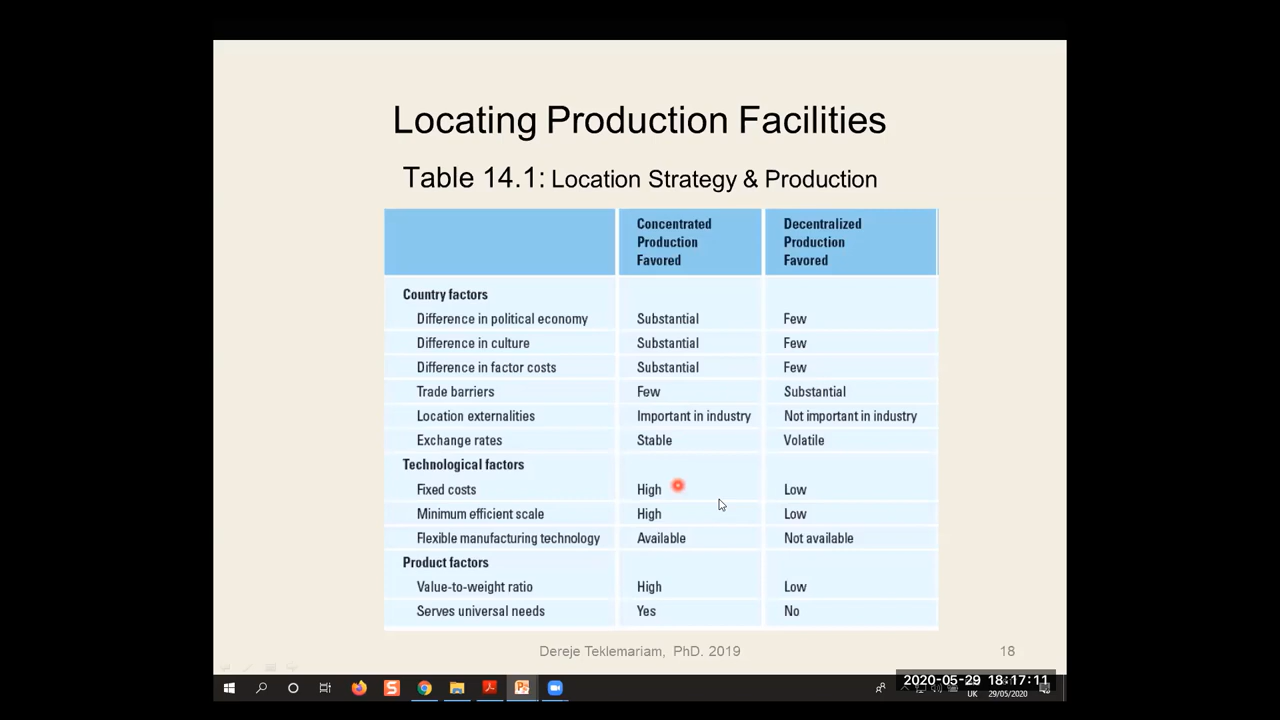 Locating Production Facilities
Table 14.1: Location Strategy & Production
Concentrated Production Favored
Decentralized Production Favored
Country factors
Difference in political economy Substantial Few
Difference in culture Substantial Few
Difference in factor costs Substantial Few
Trade barriers Few Substantial
Location externalities Important in industry Not important in industry
Exchange rates Stable Volatile
Technological factors
Fixed costs High Low
Minimum efficient scale High Low
Flexible manufacturing technology Available Not available
Product factors
Value-to-weight ratio High Low
Serves universal needs Yes No
Dereje Teklemariam, PhD. 2019 18
2020-05-29 18:17:11
UK 29/05/2020